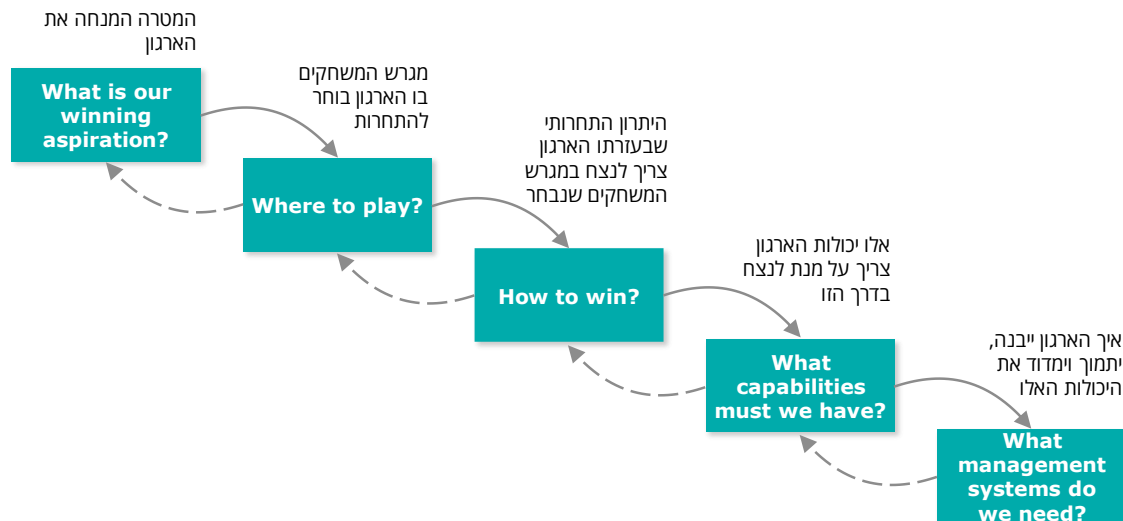 המטרה המנחה את
הארגון
What is our
winning
aspiration?
מגרש המשחקים
בו הארגון בוחר
להתחרות
Where to play?
היתרון התחרותי
שבעזרתו הארגון
צריך לנצח במגרש
המשחקים שנבחר
How to win?
אלו יכולות הארגון
צריך על מנת לנצח
בדרך הזו
What
capabilities
must we have?
איך הארגון ייבנה,
יתמוך וימדוד את
היכולות האלו
What
management
systems do
we need?